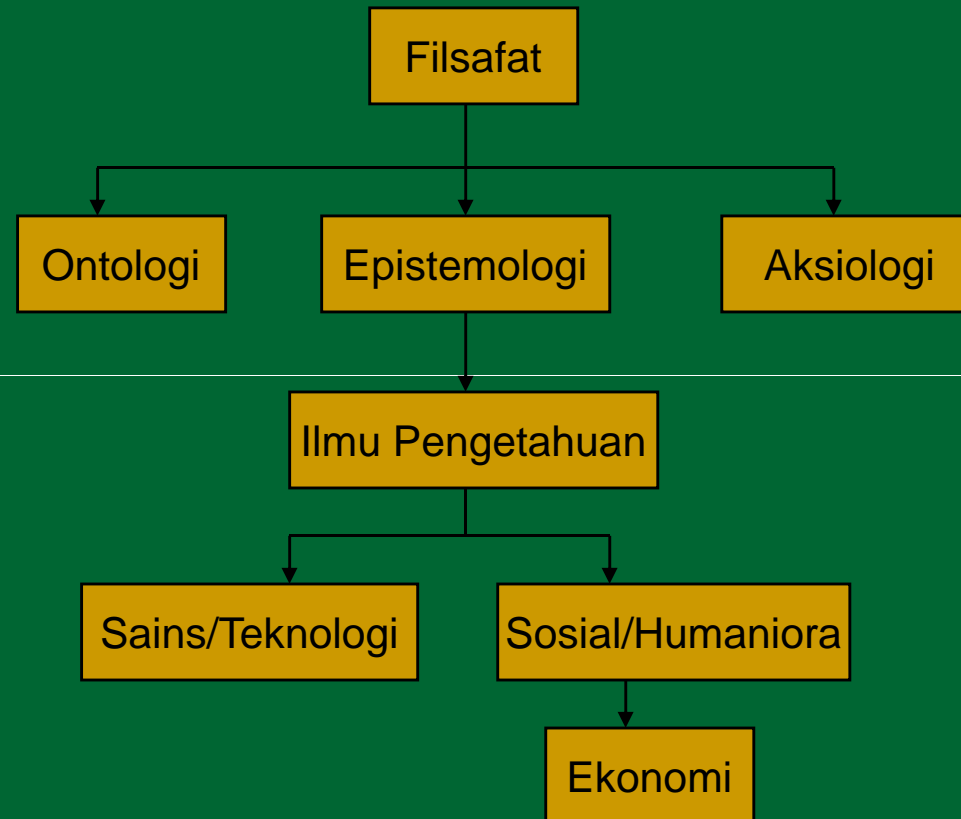 Filsafat
Ontologi
Epistemologi
Aksiologi
Ilmu Pengetahuan
Sains/Teknologi
Sosial/Humaniora
Ekonomi